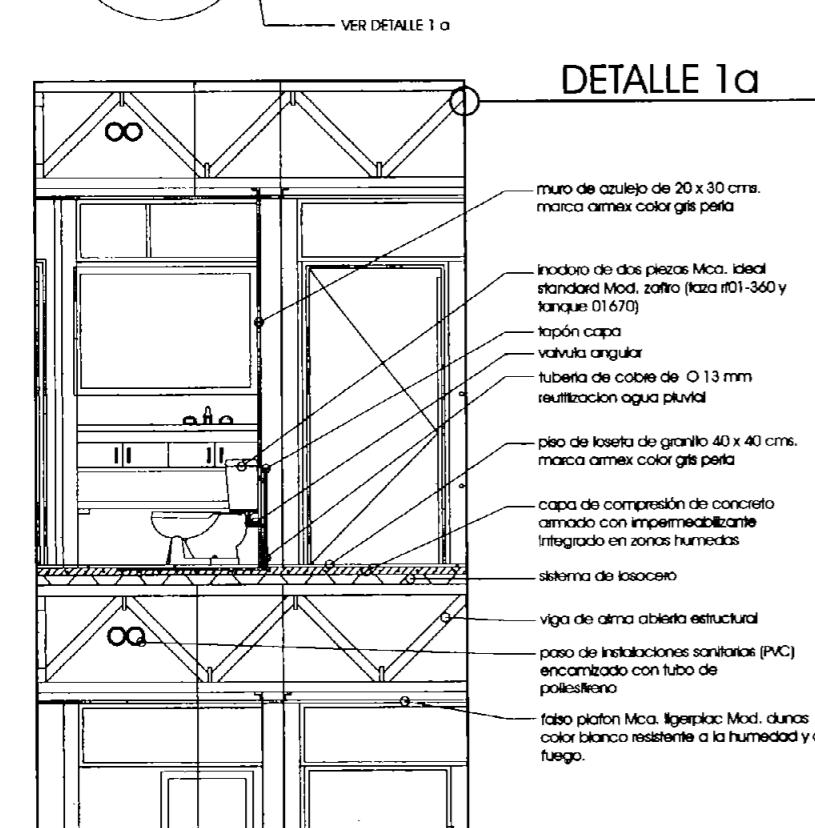 VER DETALLE 1 a
DETALLE 1a
muro de azulejo de 20 x 30 cms.
marca armex color gris perla
inodoro de dos piezas Mca. ideal
standard Mod. zafiro (taza rf01-360 y
tanque 01670)
tapón capa
valvula angular
tuberia de cobre de O 13 mm
reutilizacion agua pluvial
piso de loseta de granito 40 x 40 cms.
marca armex color gris perla
capa de compresión de concreto
armado con impermeabilizante
integrado en zonas humedas
sistema de losacero
viga de alma abierta estructural
paso de instalaciones sanitarias (PVC)
encamizado con tubo de
poliestireno
falso plafon Mca. tigerplac Mod. dunas
color blanco resistente a la humedad y
fuego.